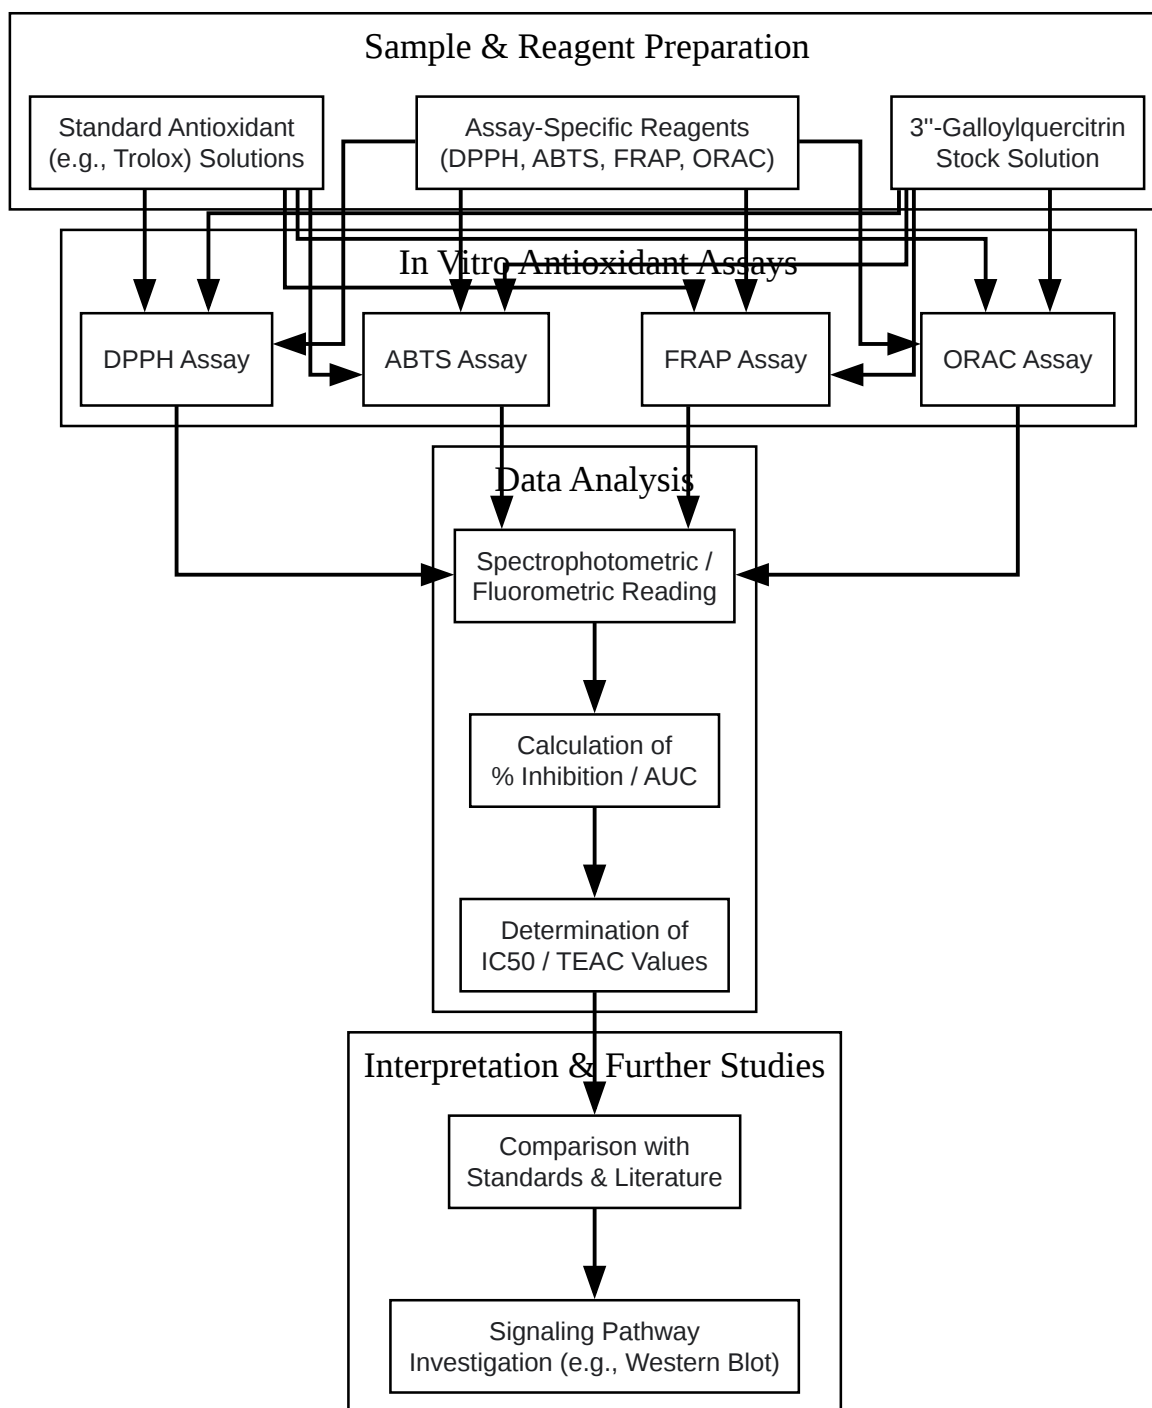 Sample & Reagent Preparation
Standard Antioxidant
(e.g., Trolox) Solutions
Assay-Specific Reagents
(DPPH, ABTS, FRAP, ORAC)
3''-Galloylquercitrin
Stock Solution
In Vitro Antioxidant Assays
DPPH Assay
ABTS Assay
FRAP Assay
ORAC Assay
Data Analysis
Spectrophotometric /
Fluorometric Reading
Calculation of
% Inhibition / AUC
Determination of
IC50 / TEAC Values
Interpretation & Further Studies
Comparison with
Standards & Literature
Signaling Pathway
Investigation (e.g., Western Blot)